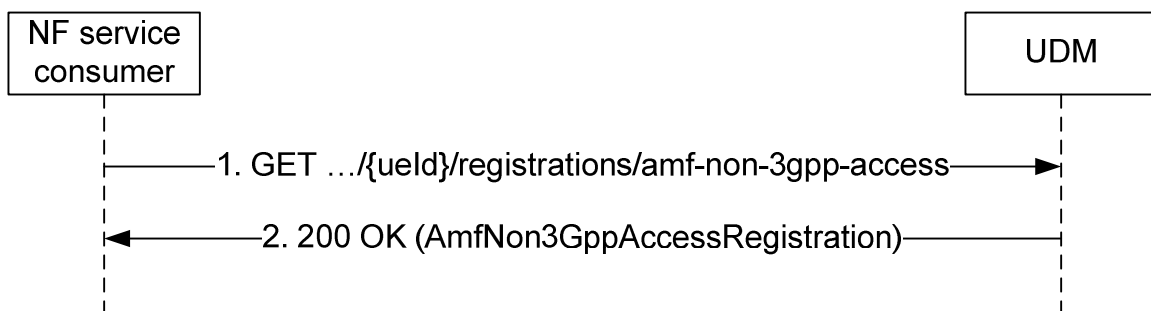 NF service
consumer
UDM
1. GET …/{ueId}/registrations/amf-non-3gpp-access
2. 200 OK (AmfNon3GppAccessRegistration)